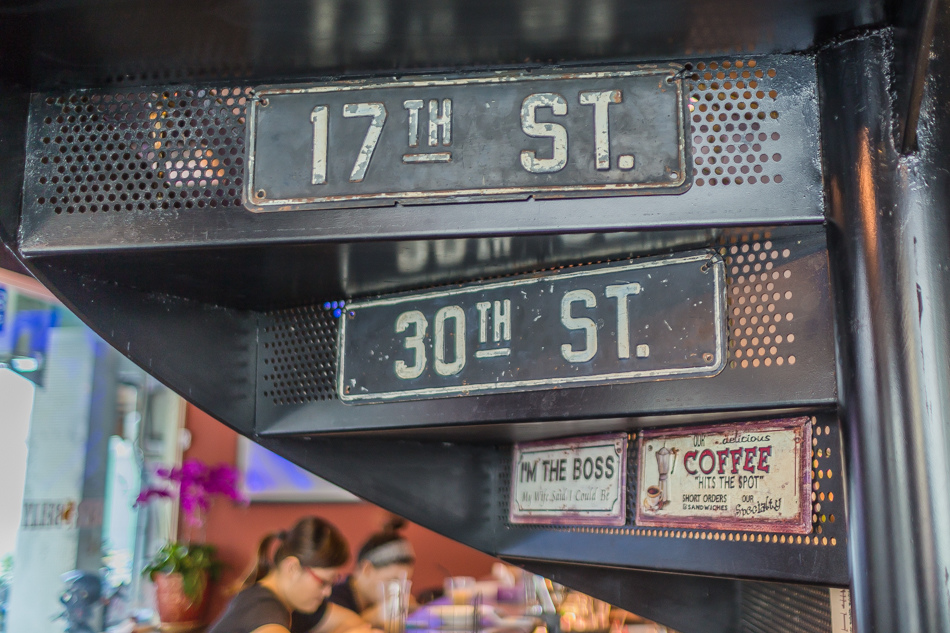 17TH ST.
30TH ST.
I'M THE BOSS
My Wife Said I Could Be
OUR delicious
COFFEE
"HITS THE SPOT"
SHORT ORDERS OUR
SANDWICHES Specialty